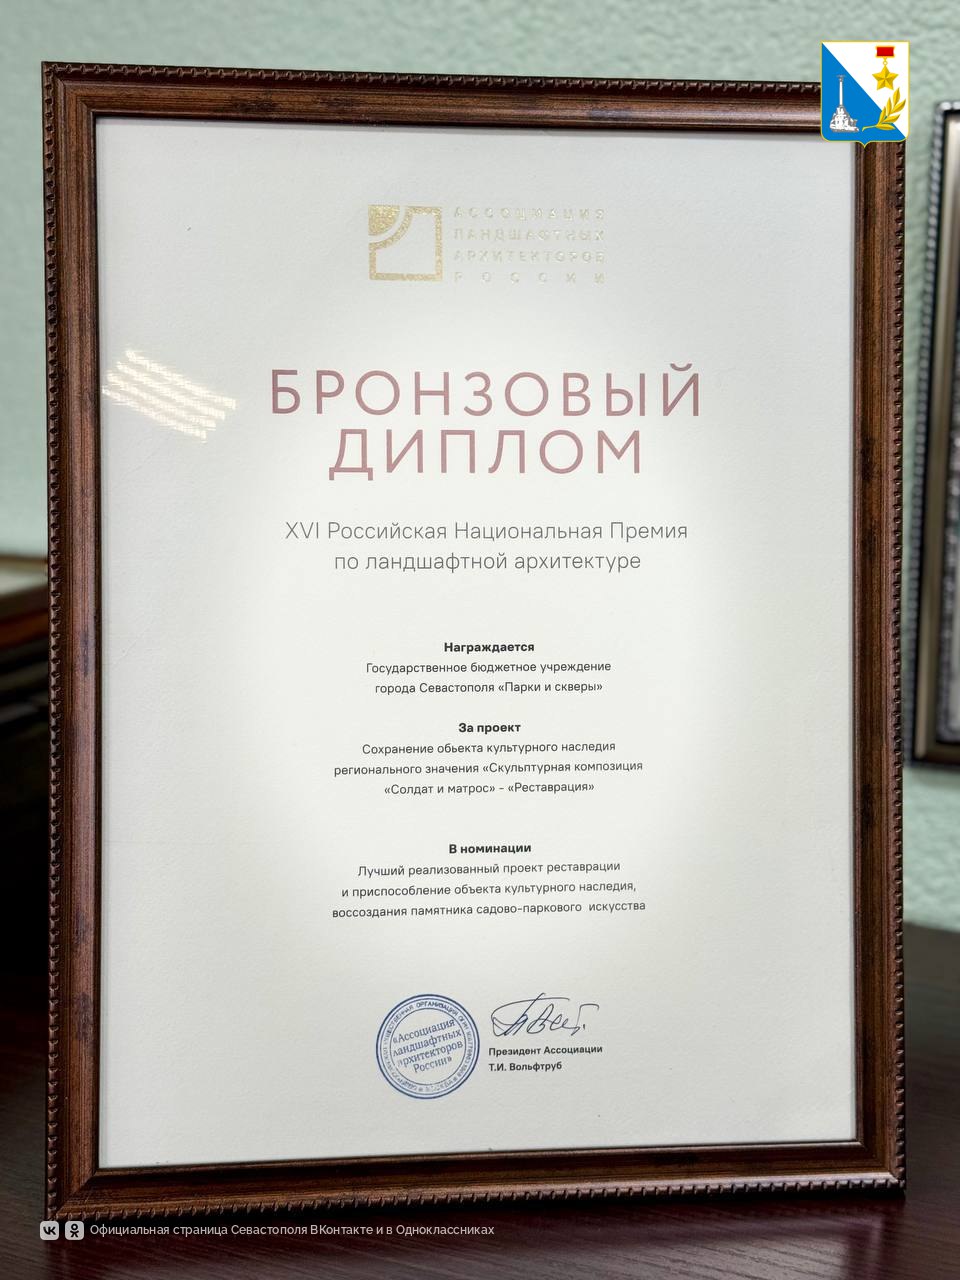 АССОЦИАЦИЯ
ЛАНДШАФТНЫХ
АРХИТЕКТОРОВ
РОССИИ
БРОНЗОВЫЙ
ДИПЛОМ
XVI Российская Национальная Премия
по ландшафтной архитектуре
Награждается
Государственное бюджетное учреждение
города Севастополя «Парки и скверы»
За проект
Сохранение обьекта культурного наследия
регионального значения «Скульптурная композиция
«Солдат и матрос» - «Реставрация»
В номинации
Лучший реализованный проект реставрации
и приспособление объекта культурного наследия,
воссоздания памятника садово-паркового искусства
«Ассоциация
ландшафтных
архитекторов
России»
Президент Ассоциации
Т.И. Вольфтруб
Официальная страница Севастополя ВКонтакте и в Одноклассниках